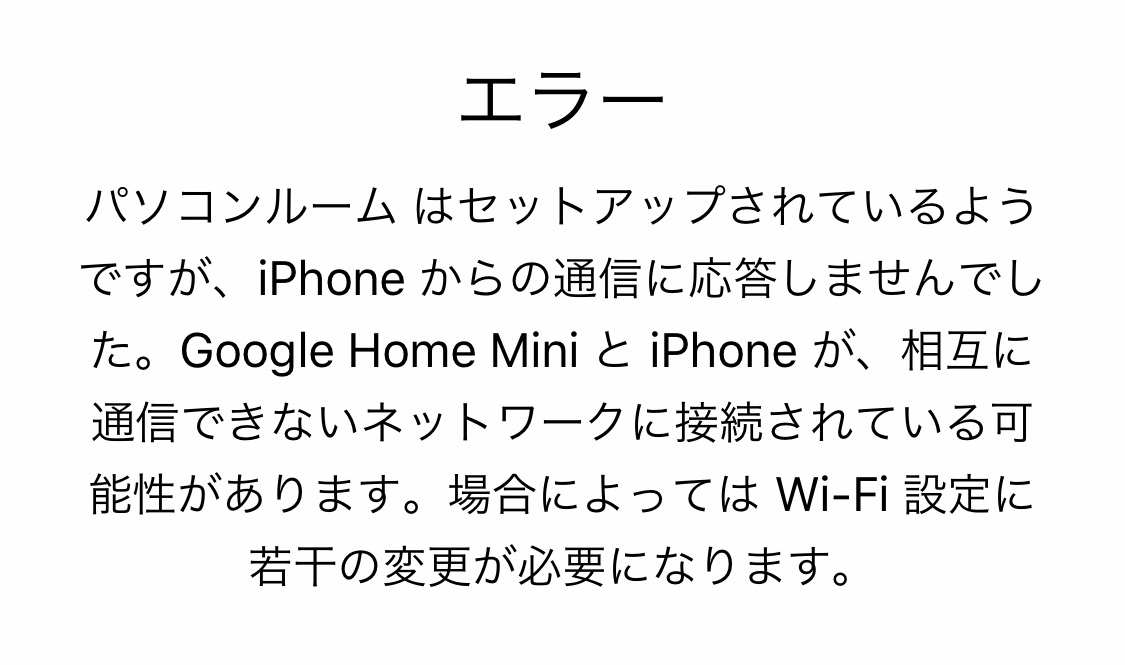 エラー
パソコンルーム はセットアップされているよう
ですが、iPhone からの通信に応答しませんでし
た。Google Home Mini と iPhone が、相互に
通信できないネットワークに接続されている可
能性があります。場合によっては Wi-Fi 設定に
若干の変更が必要になります。